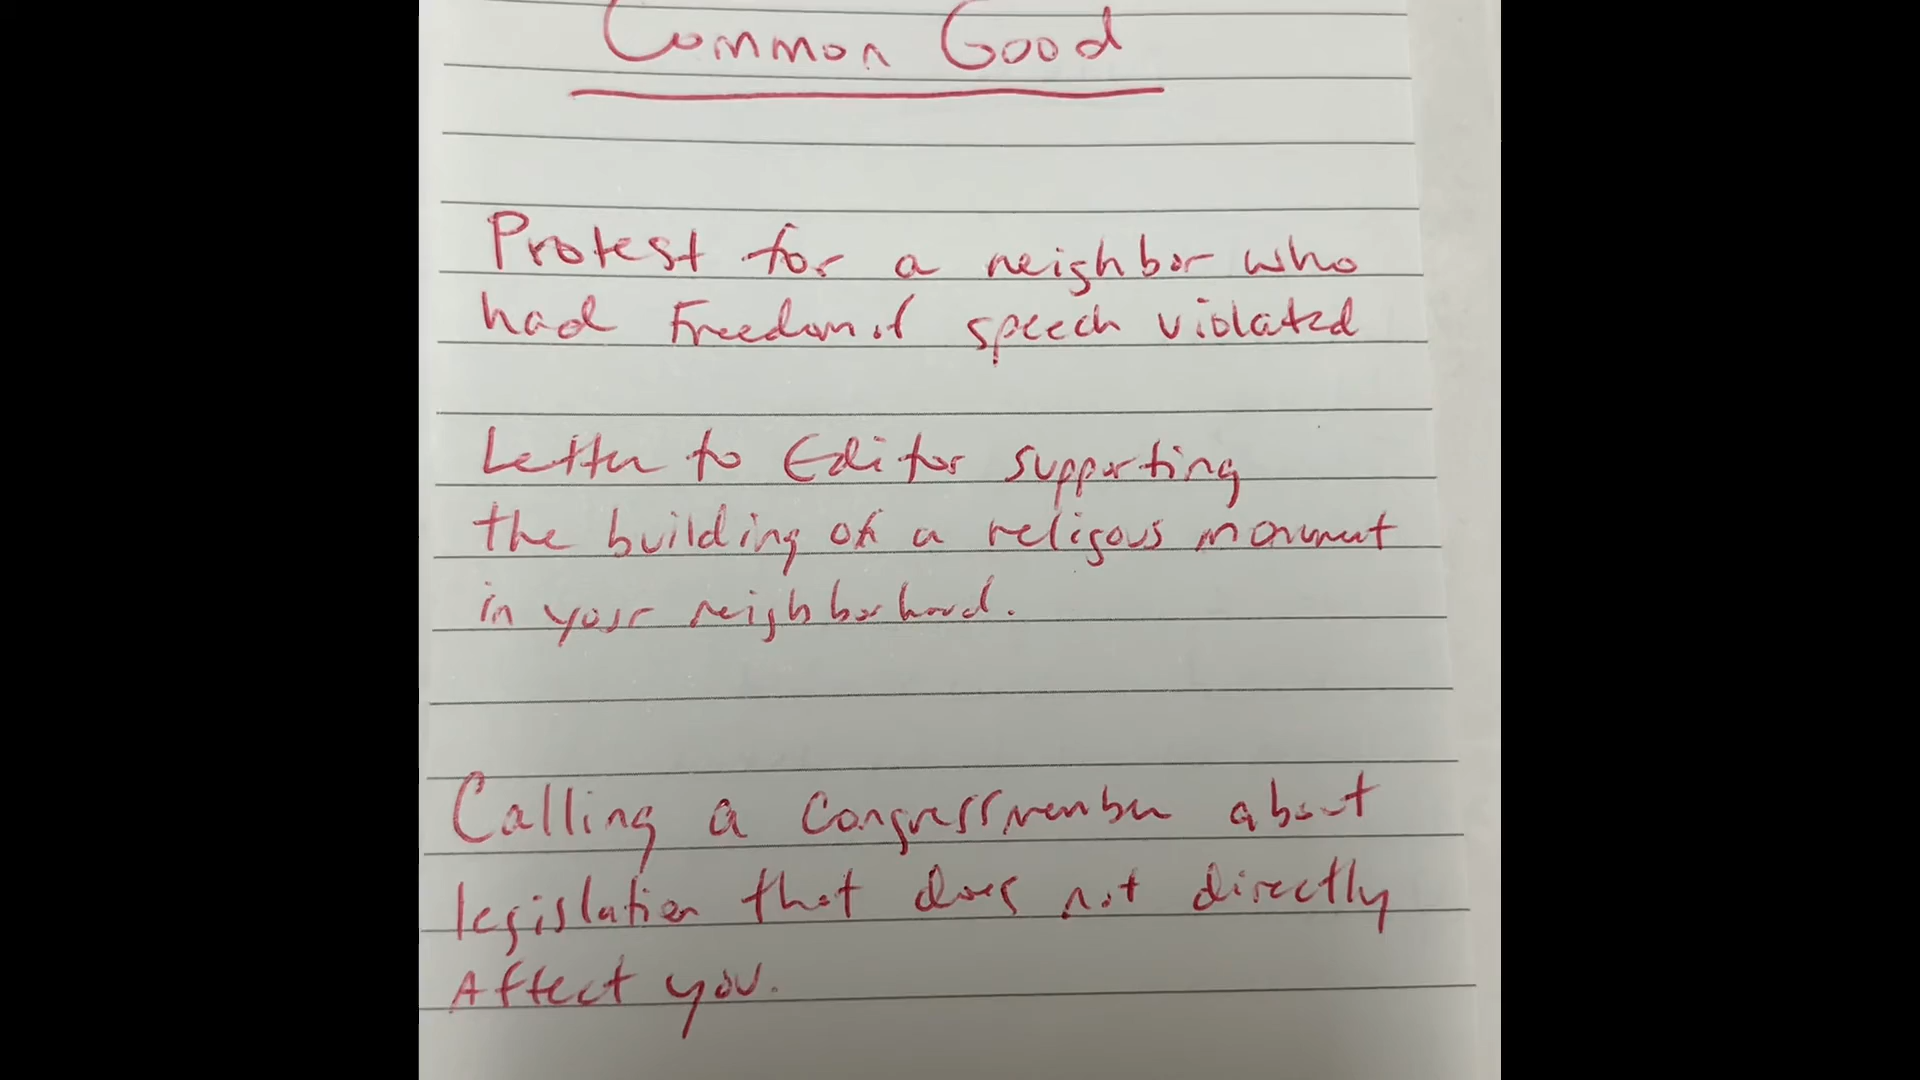 Common Good
Protest for a neighbor who
had Freedom of speech violated
Letter to Editor supporting
the building of a religous monument
in your neighborhood.
Calling a Congressmember about
legislation that does not directly
Affect you.